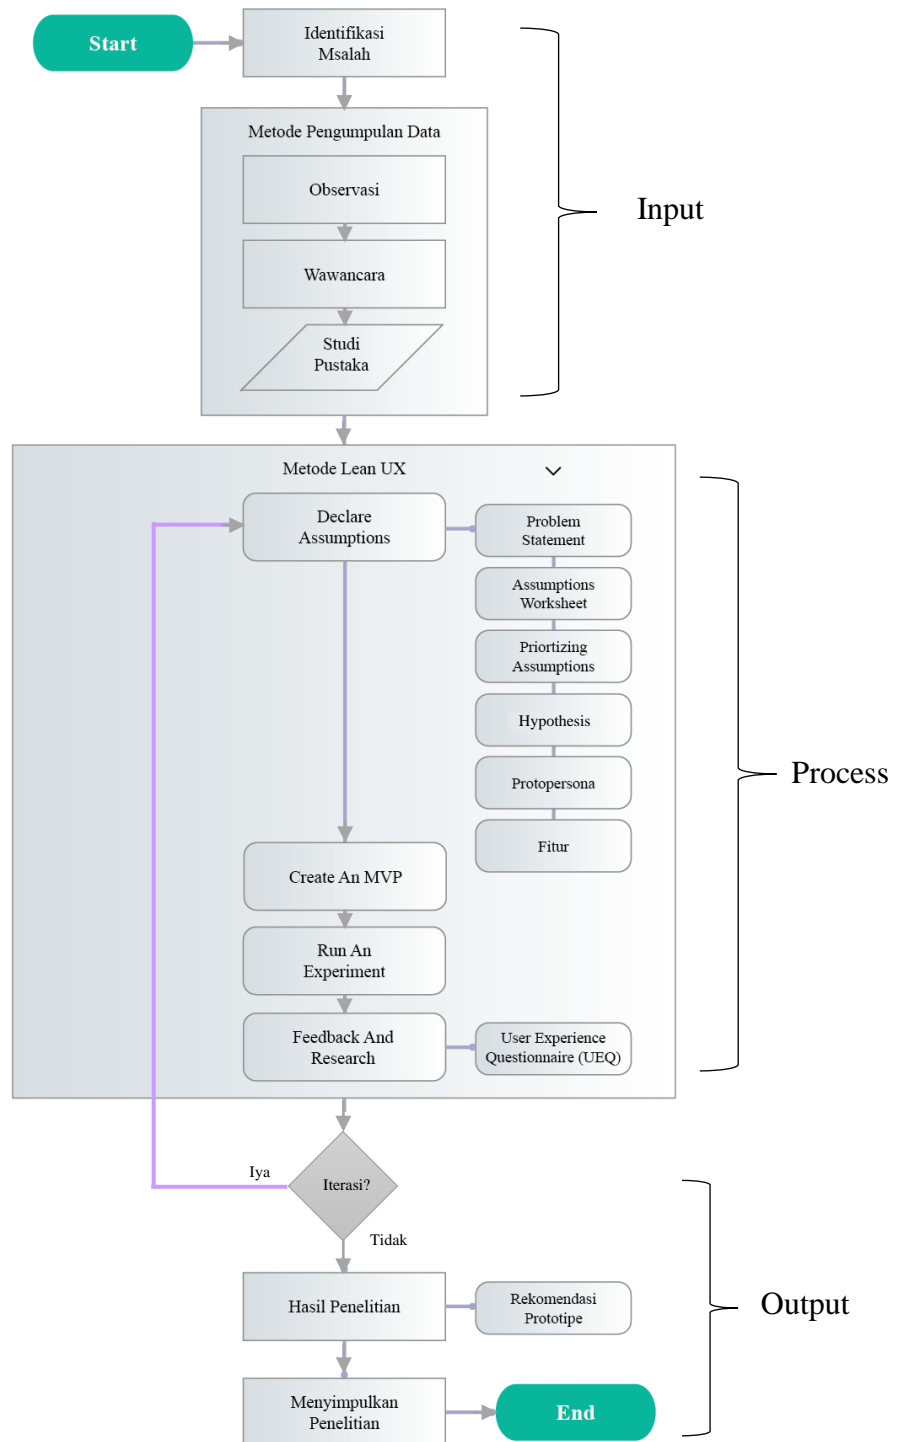 Start
Identifikasi
Msalah
Metode Pengumpulan Data
Observasi
Input
Wawancara
Studi
Pustaka
Metode Lean UX
Declare
Assumptions
Problem
Statement
Assumptions
Worksheet
Priortizing
Assumptions
Hypothesis
Protopersona
Process
Fitur
Create An MVP
Run An
Experiment
Feedback And
Research
User Experience
Questionnaire (UEQ)
Iya
Iterasi?
Tidak
Hasil Penelitian
Rekomendasi
Prototipe
Output
Menyimpulkan
Penelitian
End